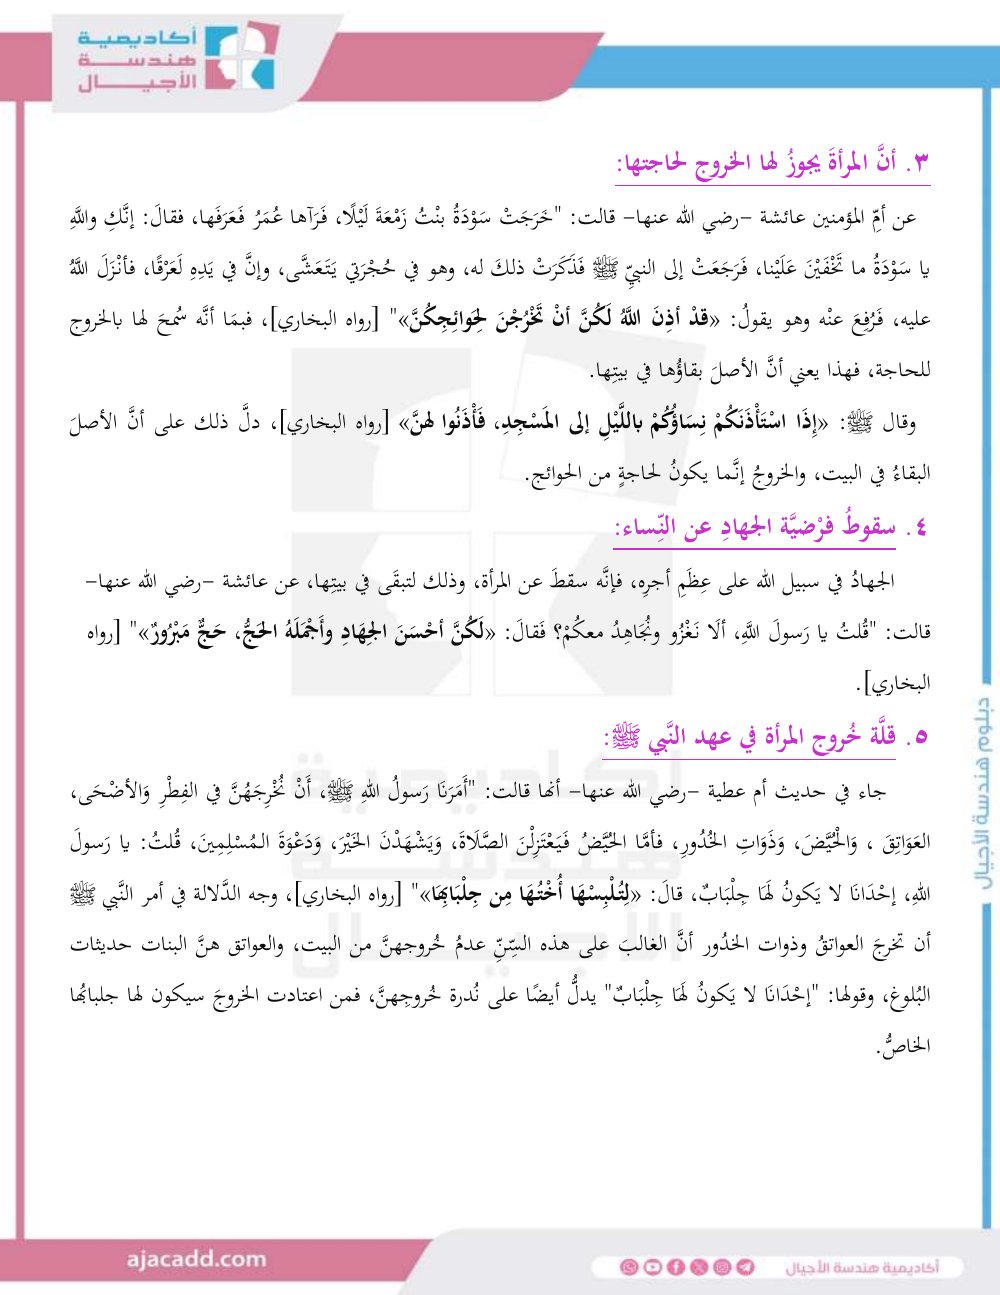 أكاديمية
هندسة
الأجيال
٣. أنَّ المرأةَ يجوزُ لها الخروج لحاجتها:
عن أمِّ المؤمنين عائشة –رضي الله عنها– قالت: "خَرَجَتْ سَوْدَةُ بنْتُ زَمْعَةَ لَيْلًا، فَرَآها عُمَرُ فَعَرَفَها، فقالَ: إنَّكِ واللَّهِ
يا سَوْدَةُ ما تَخْفَيْنَ عَلَيْنا، فَرَجَعَتْ إلى النبيِّ ﷺ فَذَكَرَتْ ذلكَ له، وهو في حُجْرَتي يَتَعَشَّى، وإنَّ في يَدِهِ لَعَرْقًا، فأنْزَلَ اللَّهُ
عليه، فَرُفِعَ عنْه وهو يقولُ: «قدْ أذِنَ اللَّهُ لَكُنَّ أنْ تَخْرُجْنَ لِحَوائِجِكُنَّ»" [رواه البخاري]، فبمَا أنَّه سُمحَ لها بالخروج
للحاجة، فهذا يعني أنَّ الأصلَ بقاؤُها في بيتِها.
وقال ﷺ: «إِذَا اسْتَأْذَنَكُمْ نِسَاؤُكُمْ باللَّيْلِ إلى المَسْجِدِ، فَأْذَنُوا لهنَّ» [رواه البخاري]، دلَّ ذلك على أنَّ الأصلَ
البقاءُ في البيت، والخروجُ إنَّما يكونُ لحاجةٍ من الحوائج.
٤. سقوطُ فرْضيَّة الجهادِ عن النِّساء:
الجهادُ في سبيل الله على عِظَمِ أجرِه، فإنَّه سقطَ عن المرأة، وذلك لتبقَى في بيتِها، عن عائشة –رضي الله عنها–
قالت: "قُلتُ يا رَسولَ اللَّهِ، ألَا نَغْزُو ونُجَاهِدُ معكُمْ؟ فَقالَ: «لَكُنَّ أحْسَنَ الجِهَادِ وأَجْمَلَهُ الحَجُّ، حَجٌّ مَبْرُورٌ»" [رواه
البخاري].
٥. قلَّة خُروج المرأة في عهد النَّبي ﷺ:
جاء في حديث أم عطية –رضي الله عنها– أنها قالت: "أَمَرَنَا رَسولُ اللهِ ﷺ، أَنْ نُخْرِجَهُنَّ في الفِطْرِ وَالأضْحَى،
العَوَاتِقَ ، وَالْحُيَّضَ، وَذَوَاتِ الخُدُورِ، فأمَّا الحُيَّضُ فَيَعْتَزِلْنَ الصَّلَاةَ، وَيَشْهَدْنَ الخَيْرَ، وَدَعْوَةَ المُسْلِمِينَ، قُلتُ: يا رَسولَ
اللهِ، إحْدَانَا لا يَكونُ لَهَا جِلْبَابٌ، قالَ: «لِتُلْبِسْهَا أُخْتُهَا مِن جِلْبَابِهَا»" [رواه البخاري]، وجه الدَّلالة في أمر النَّبي ﷺ
أن تخرجَ العواتقُ وذوات الخدُور أنَّ الغالبَ على هذه السِّنّ عدمُ خُروجهنَّ من البيت، والعواتق هنَّ البنات حديثات
البُلوغ، وقولها: "إحْدَانَا لا يَكونُ لَهَا جِلْبَابٌ" يدلُّ أيضًا على نُدرة خُروجِهنَّ، فمن اعتادت الخروجَ سيكون لها جلبابُها
الخاصُّ.
دبلوم هندسة الأجيال
أكاديمية
هندسة
الأجيال
ajacadd.com
أكاديمية هندسة الأجيال